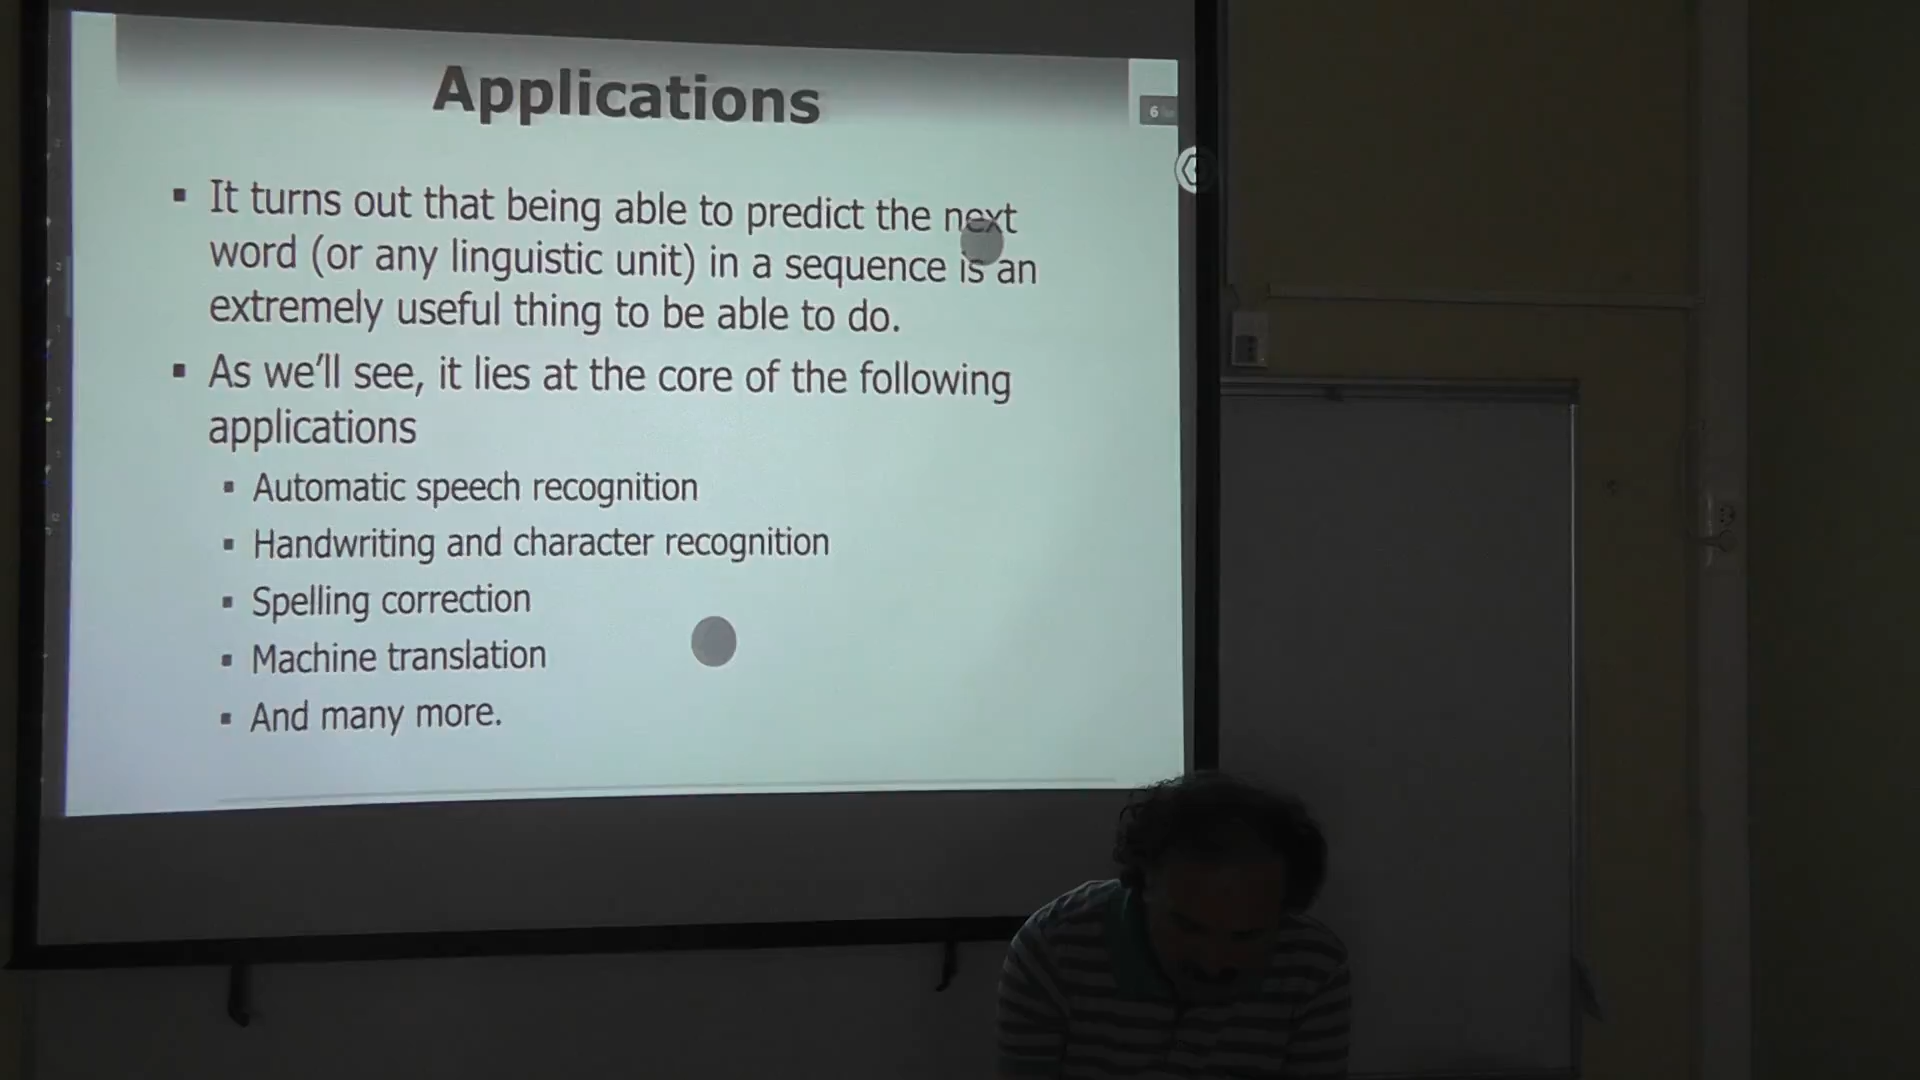 Applications
6
It turns out that being able to predict the next
word (or any linguistic unit) in a sequence is an
extremely useful thing to be able to do.
As we'll see, it lies at the core of the following
applications
Automatic speech recognition
Handwriting and character recognition
Spelling correction
Machine translation
And many more.